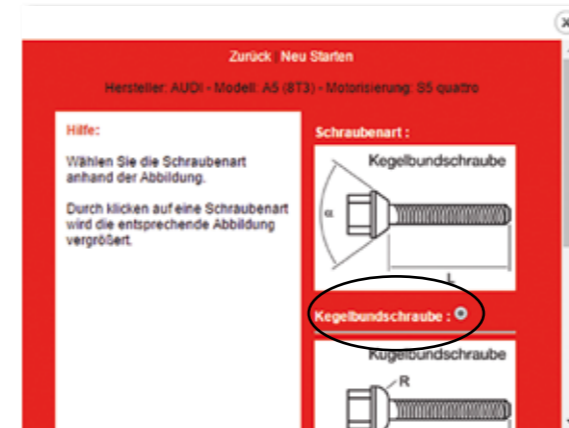 Zurück Neu Starten
Hersteller: AUDI - Modell: A5 (8T3) - Motorisierung: S5 quattro
Hilfe:
Wählen Sie die Schraubenart
anhand der Abbildung.
Durch klicken auf eine Schraubenart
wird die entsprechende Abbildung
vergrößert.
Schraubenart :
Kegelbundschraube
α
L
Kegelbundschraube :
Kugelbundschraube
R